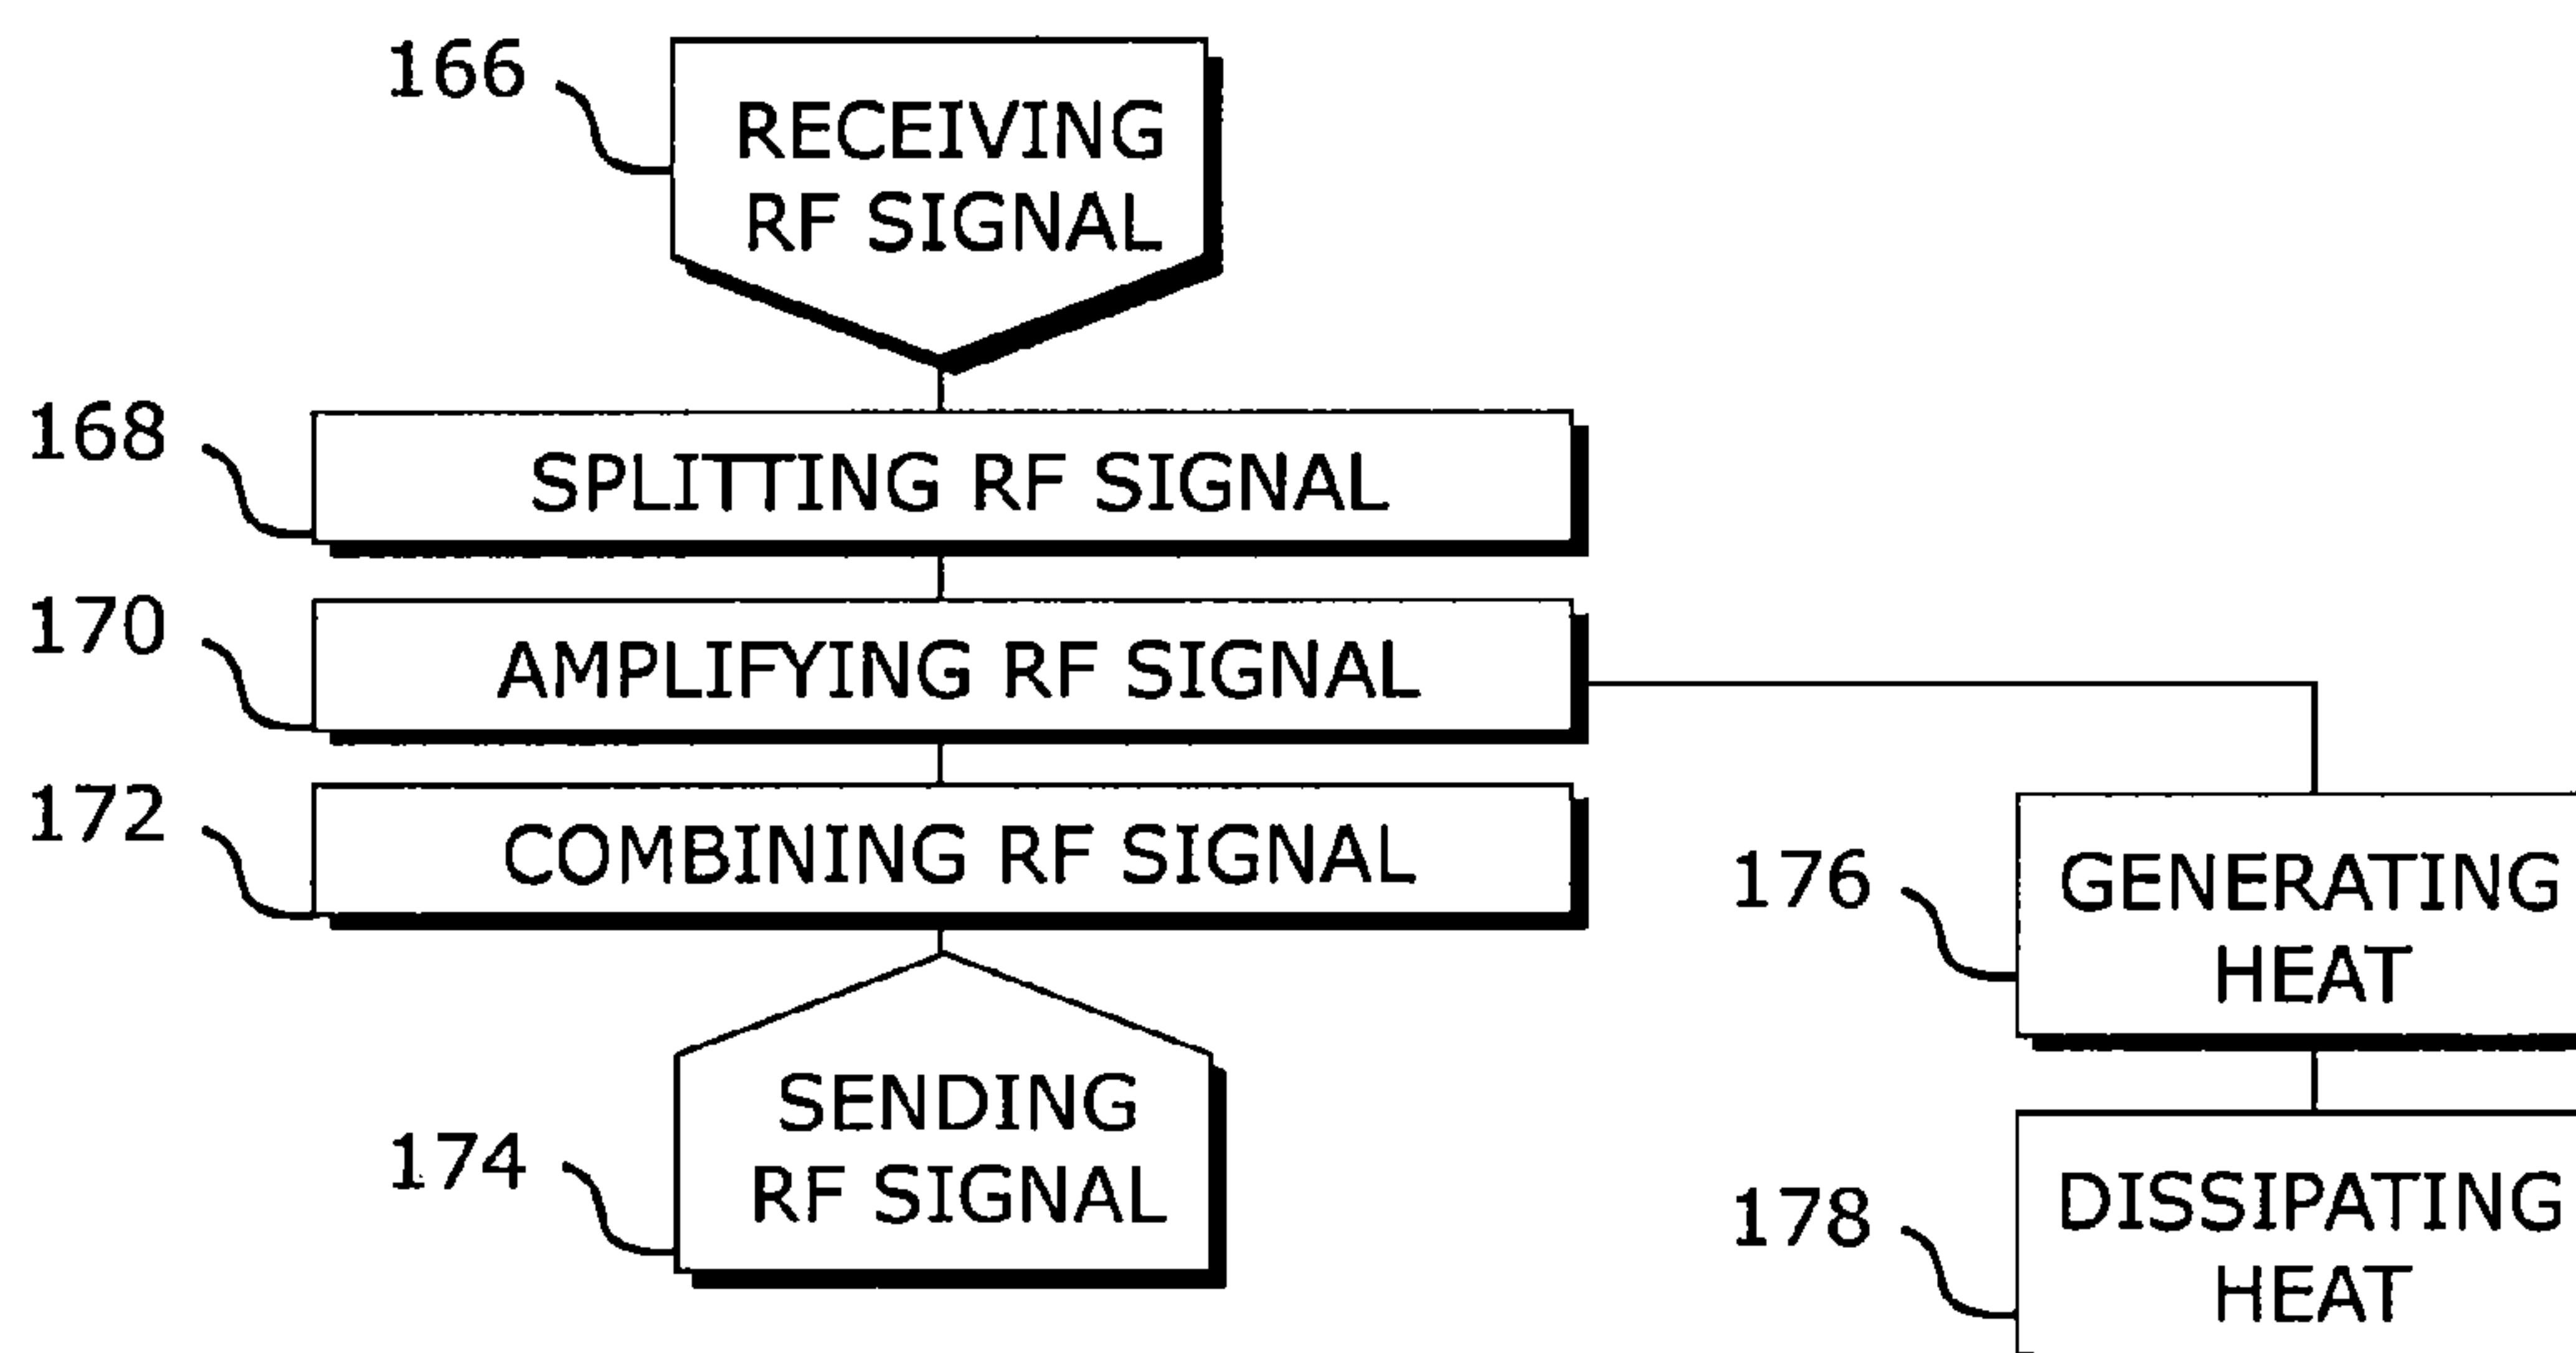 166
RECEIVING
RF SIGNAL
168
SPLITTING RF SIGNAL
170
AMPLIFYING RF SIGNAL
172
COMBINING RF SIGNAL
174
SENDING
RF SIGNAL
176
GENERATING
HEAT
178
DISSIPATING
HEAT